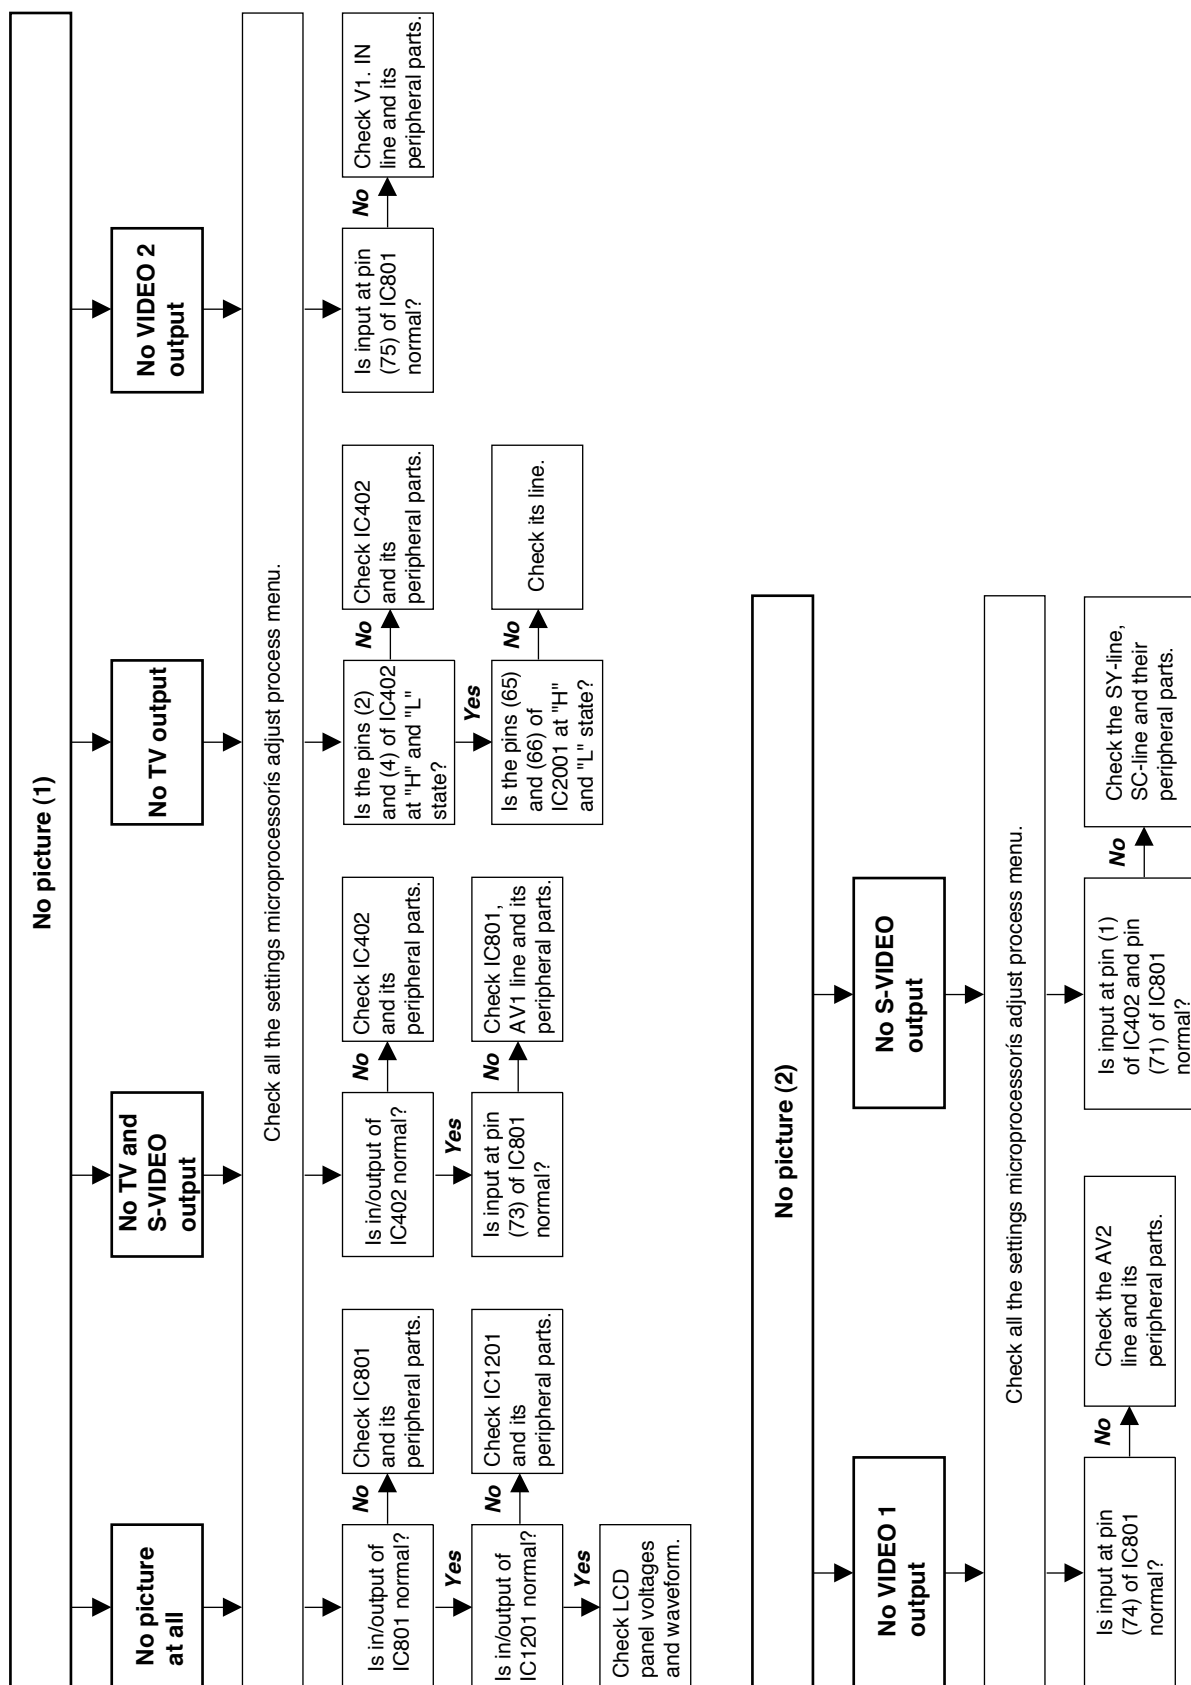 No picture (1)
No picture
at all
No TV and
S-VIDEO
output
No TV output
No VIDEO 2
output
Check all the settings microprocessorís adjust process menu.
Is in/output of
IC801 normal?
No
Check IC801
and its
peripheral parts.
Yes
Is in/output of
IC1201 normal?
No
Check IC1201
and its
peripheral parts.
Yes
Check LCD
panel voltages
and waveform.
Is in/output of
IC402 normal?
No
Check IC402
and its
peripheral parts.
Yes
Is input at pin
(73) of IC801
normal?
No
Check IC801,
AV1 line and its
peripheral parts.
Is the pins (2)
and (4) of IC402
at "H" and "L"
state?
No
Check IC402
and its
peripheral parts.
Yes
Is the pins (65)
and (66) of
IC2001 at "H"
and "L" state?
No
Check its line.
Is input at pin
(75) of IC801
normal?
No
Check V1. IN
line and its
peripheral parts.
No picture (2)
No VIDEO 1
output
No S-VIDEO
output
Check all the settings microprocessorís adjust process menu.
Is input at pin
(74) of IC801
normal?
No
Check the AV2
line and its
peripheral parts.
Is input at pin (1)
of IC402 and pin
(71) of IC801
normal?
No
Check the SY-line,
SC-line and their
peripheral parts.